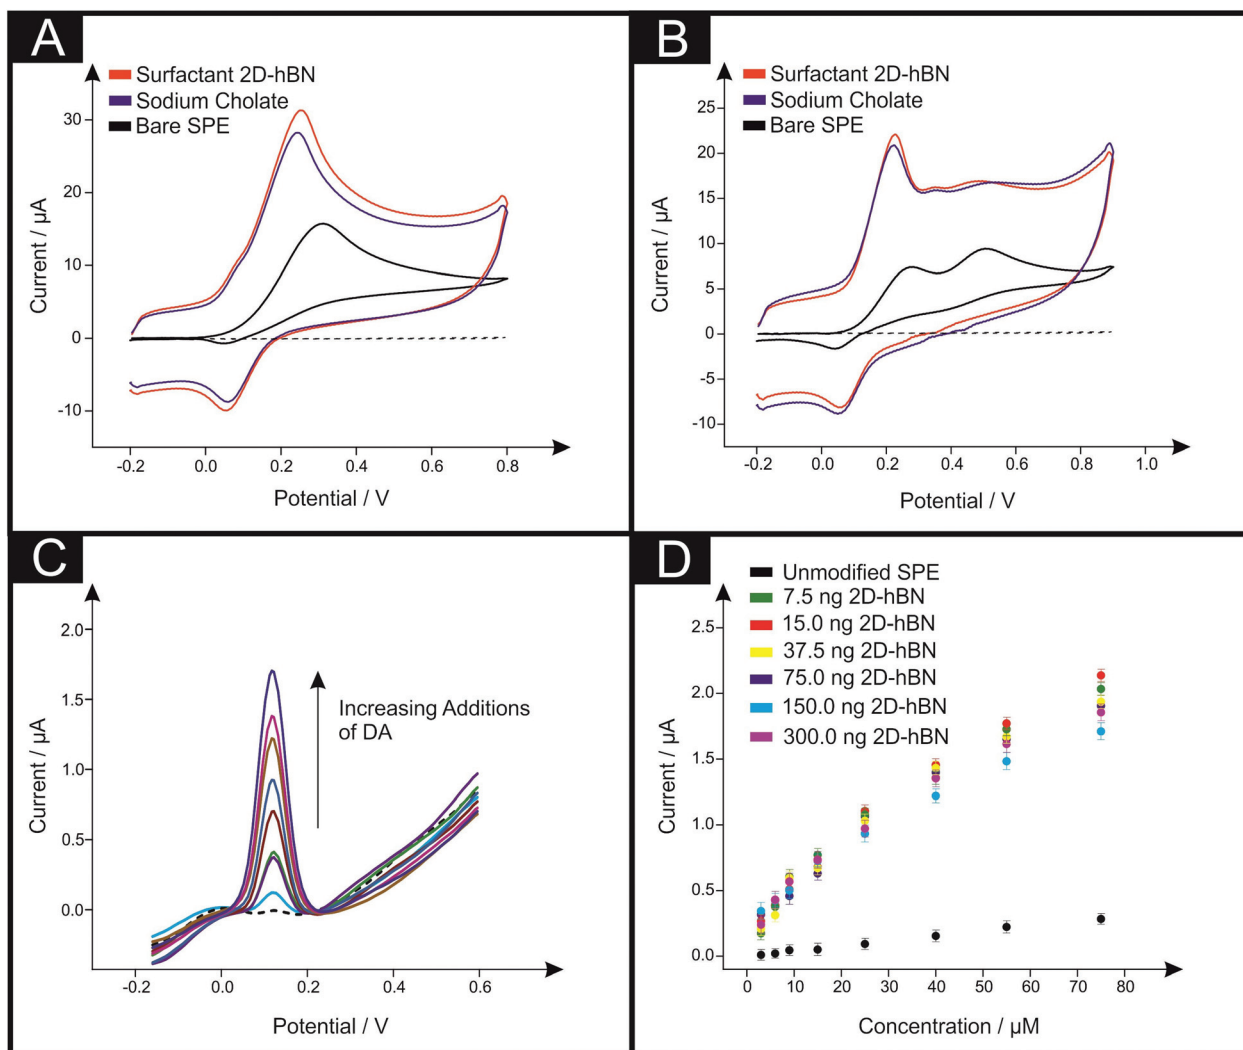 A
Surfactant 2D-hBN
Sodium Cholate
Bare SPE
30
20
10
0
-10
Current / µA
-0.2 0.0 0.2 0.4 0.6 0.8
Potential / V
B
Surfactant 2D-hBN
Sodium Cholate
Bare SPE
25
20
15
10
5
0
-5
-10
Current / µA
-0.2 0.0 0.2 0.4 0.6 0.8 1.0
Potential / V
C
2.0
1.5
1.0
0.5
0.0
Current / µA
Increasing Additions
of DA
-0.2 0.0 0.2 0.4 0.6
Potential / V
D
Unmodified SPE
7.5 ng 2D-hBN
15.0 ng 2D-hBN
37.5 ng 2D-hBN
75.0 ng 2D-hBN
150.0 ng 2D-hBN
300.0 ng 2D-hBN
2.5
2.0
1.5
1.0
0.5
0.0
Current / µA
0 10 20 30 40 50 60 70 80
Concentration / µM